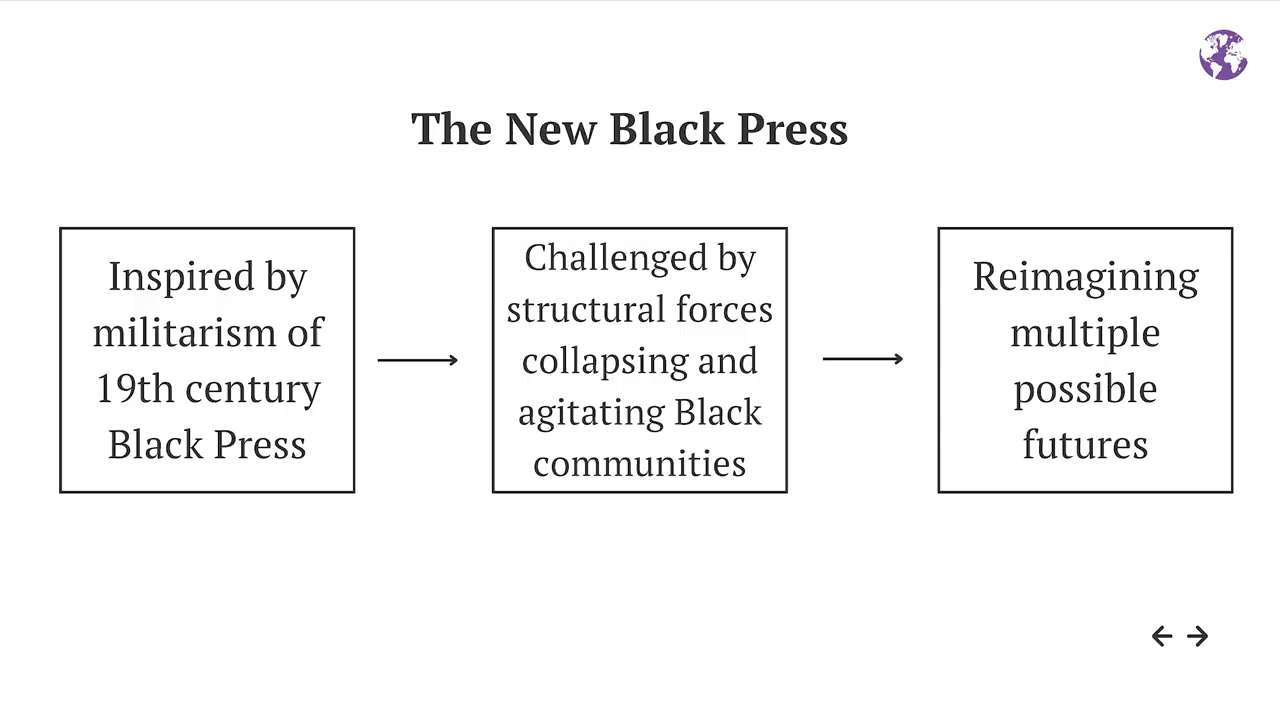 The New Black Press
Inspired by
militarism of
19th century
Black Press
Challenged by
structural forces
collapsing and
agitating Black
communities
Reimagining
multiple
possible
futures